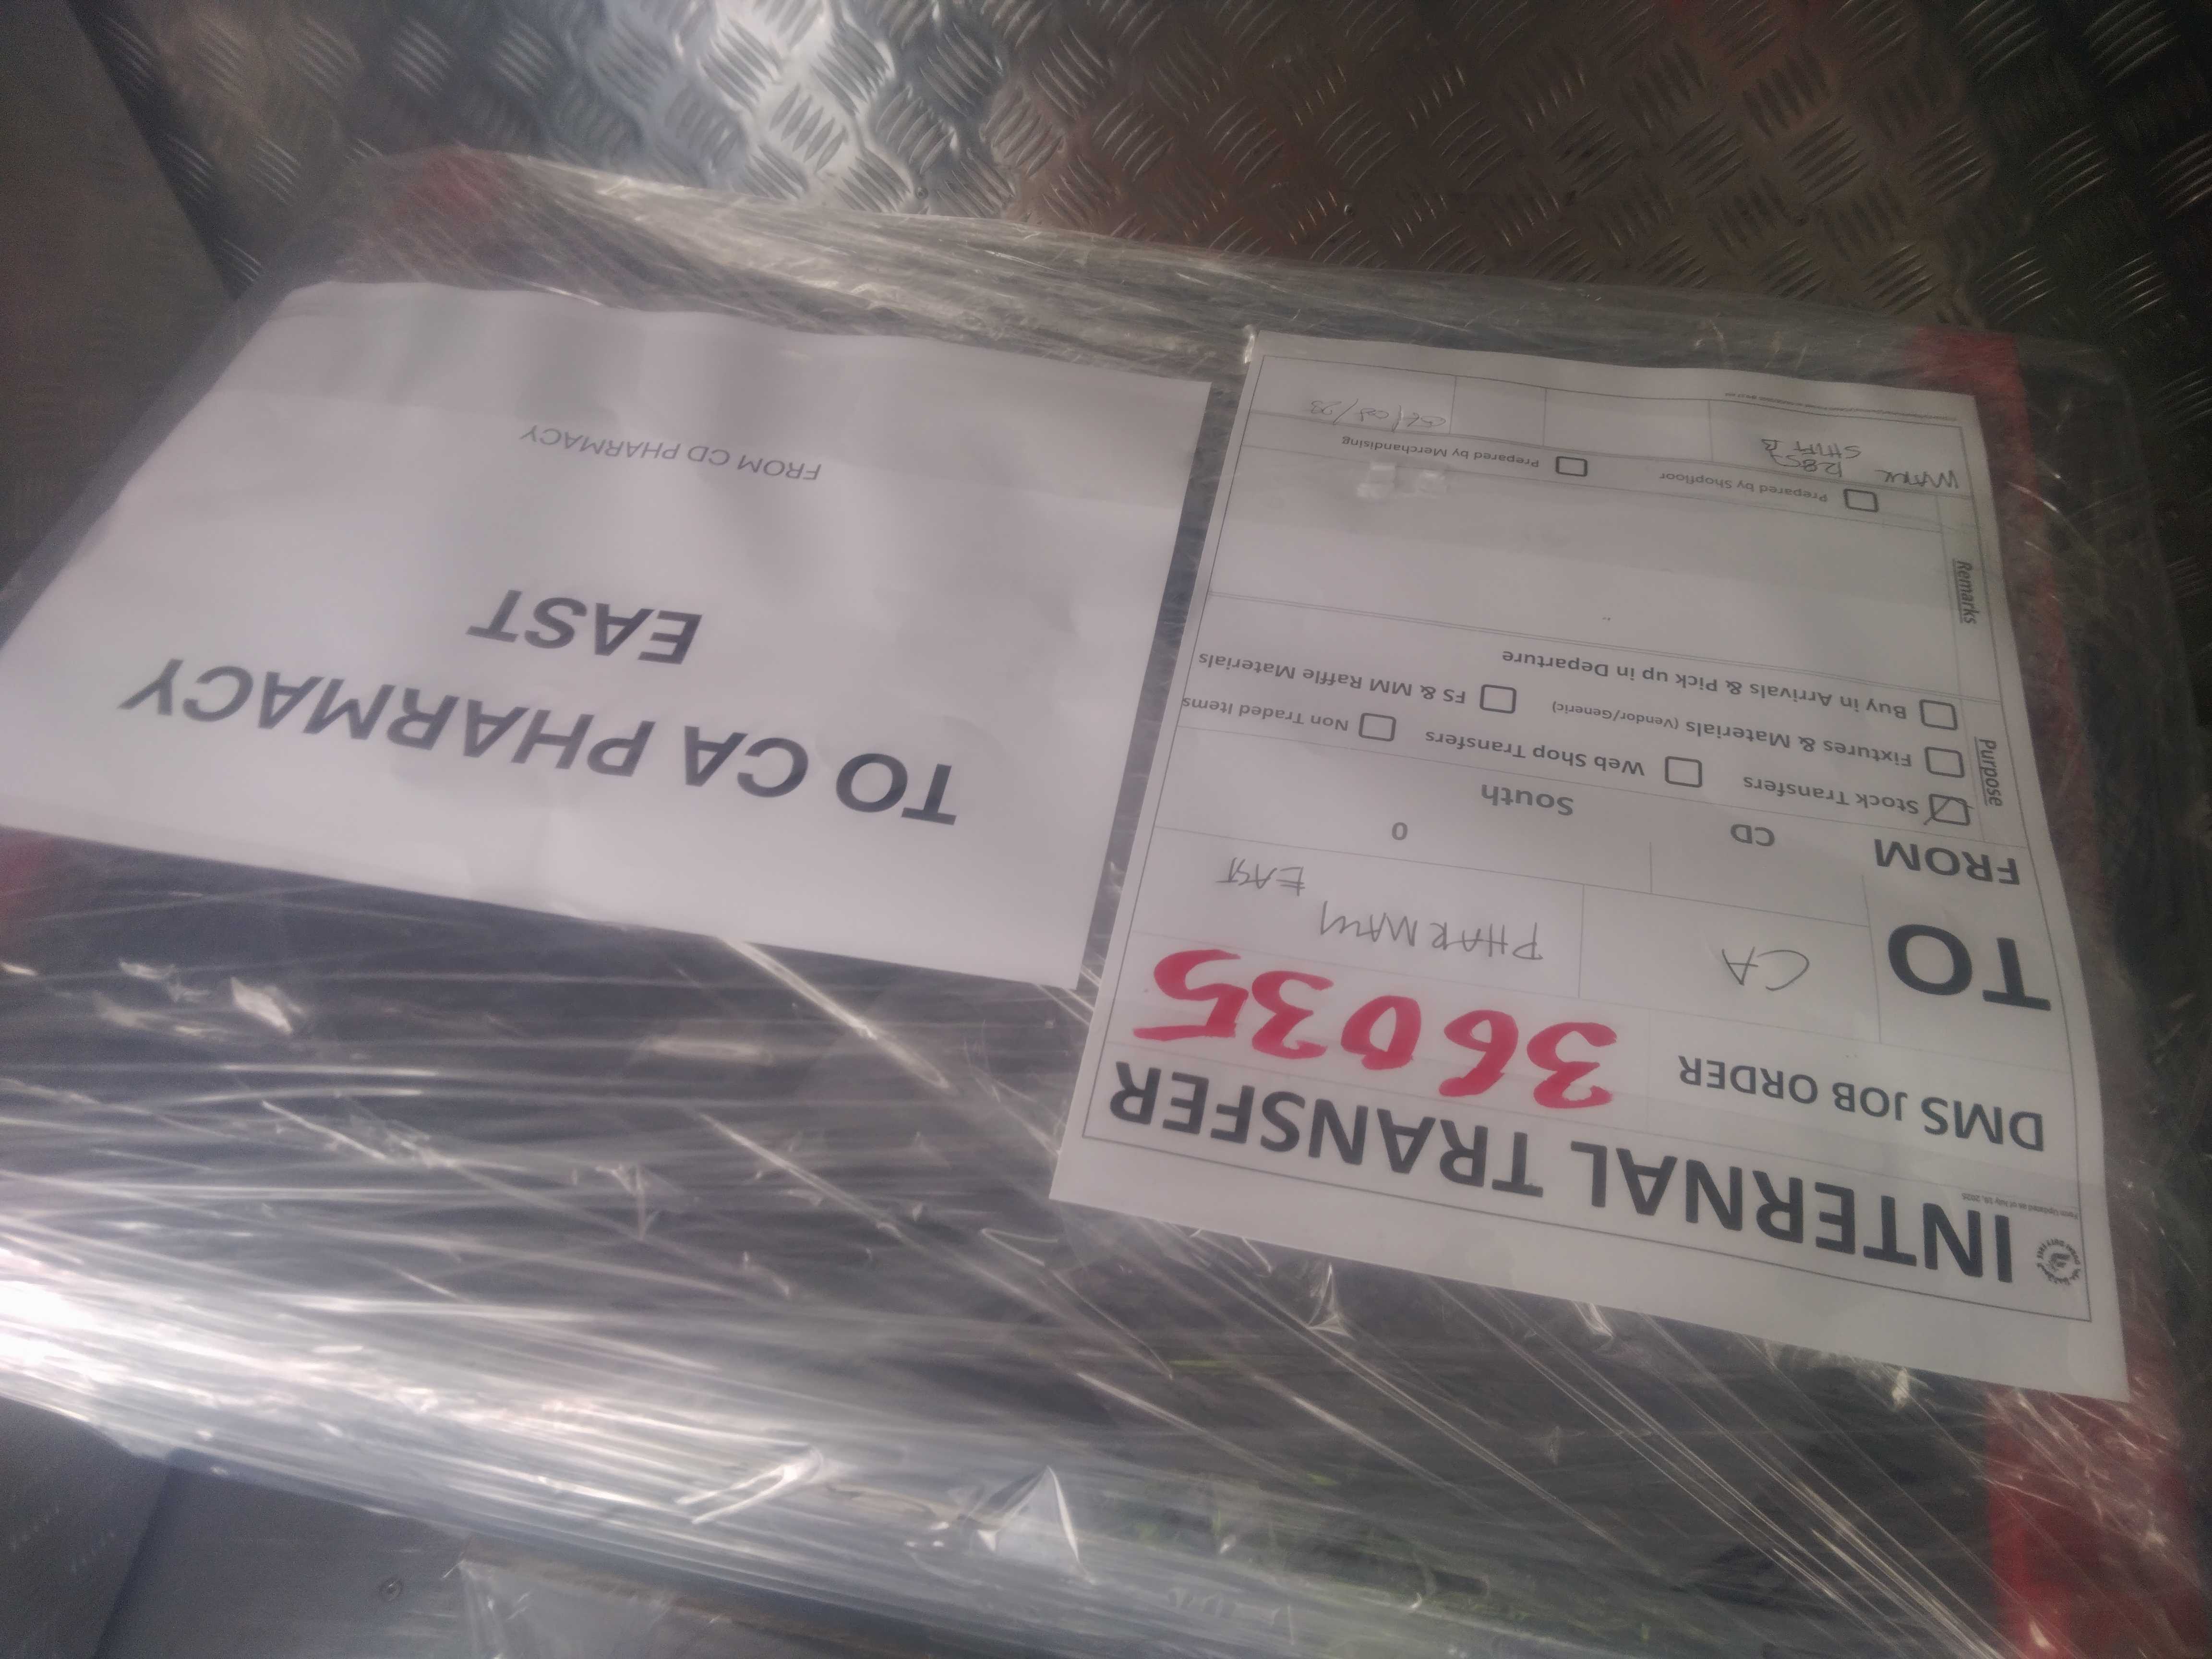 INTERNAL TRANSFER
DMS JOB ORDER 36035
TO CA PHARMACY EAST
FROM CD South 0
Purpose
Stock Transfers Web Shop Transfers Non Traded Items
Fixtures & Materials (Vendor/Generic) FS & MM Raffle Materials
Buy in Arrivals & Pick up in Departure
Remarks
Prepared by Shopfloor Prepared by Merchandising
SHIFT B
TO CA PHARMACY
EAST
FROM CD PHARMACY